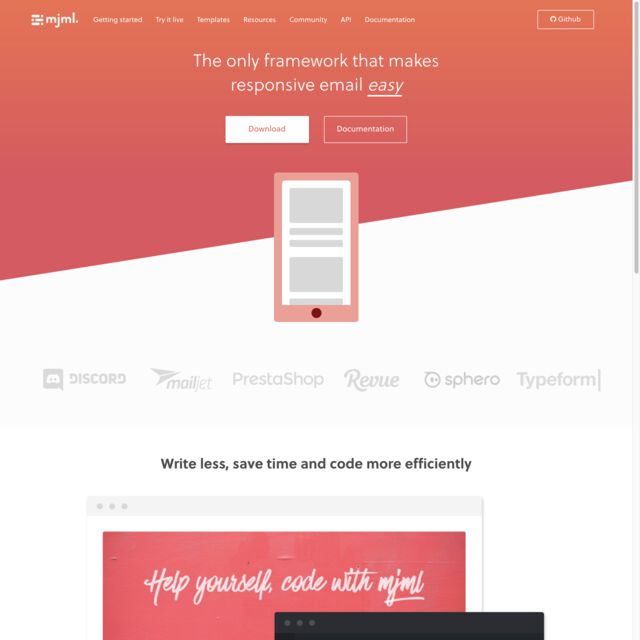 mjml.
Getting started
Try it live
Templates
Resources
Community
API
Documentation
Github
The only framework that makes
responsive email easy
Download
Documentation
DISCORD
mailjet
PrestaShop
Revue
sphero
Typeform
Write less, save time and code more efficiently
Help yourself, code with mjml